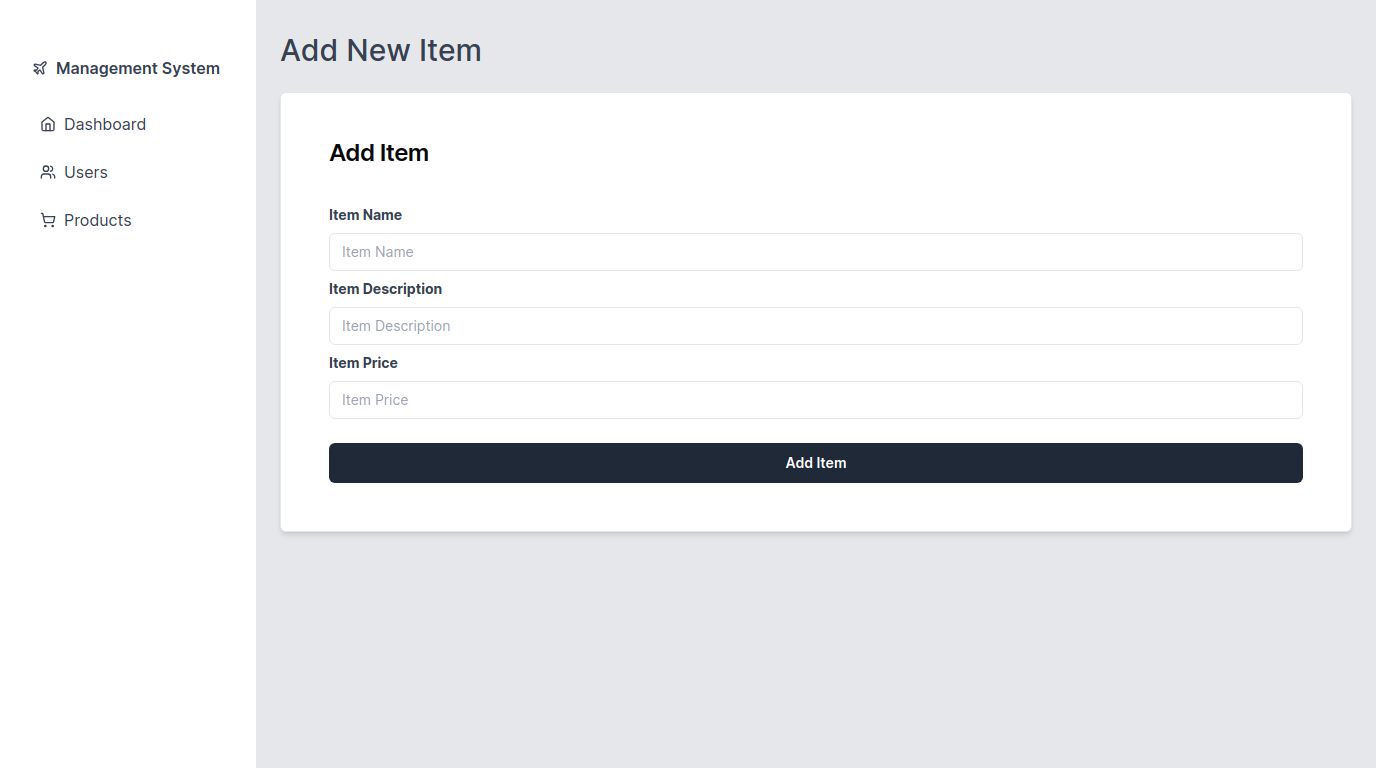 Management System
Dashboard
Users
Products
Add New Item
Add Item
Item Name
Item Name
Item Description
Item Description
Item Price
Item Price
Add Item